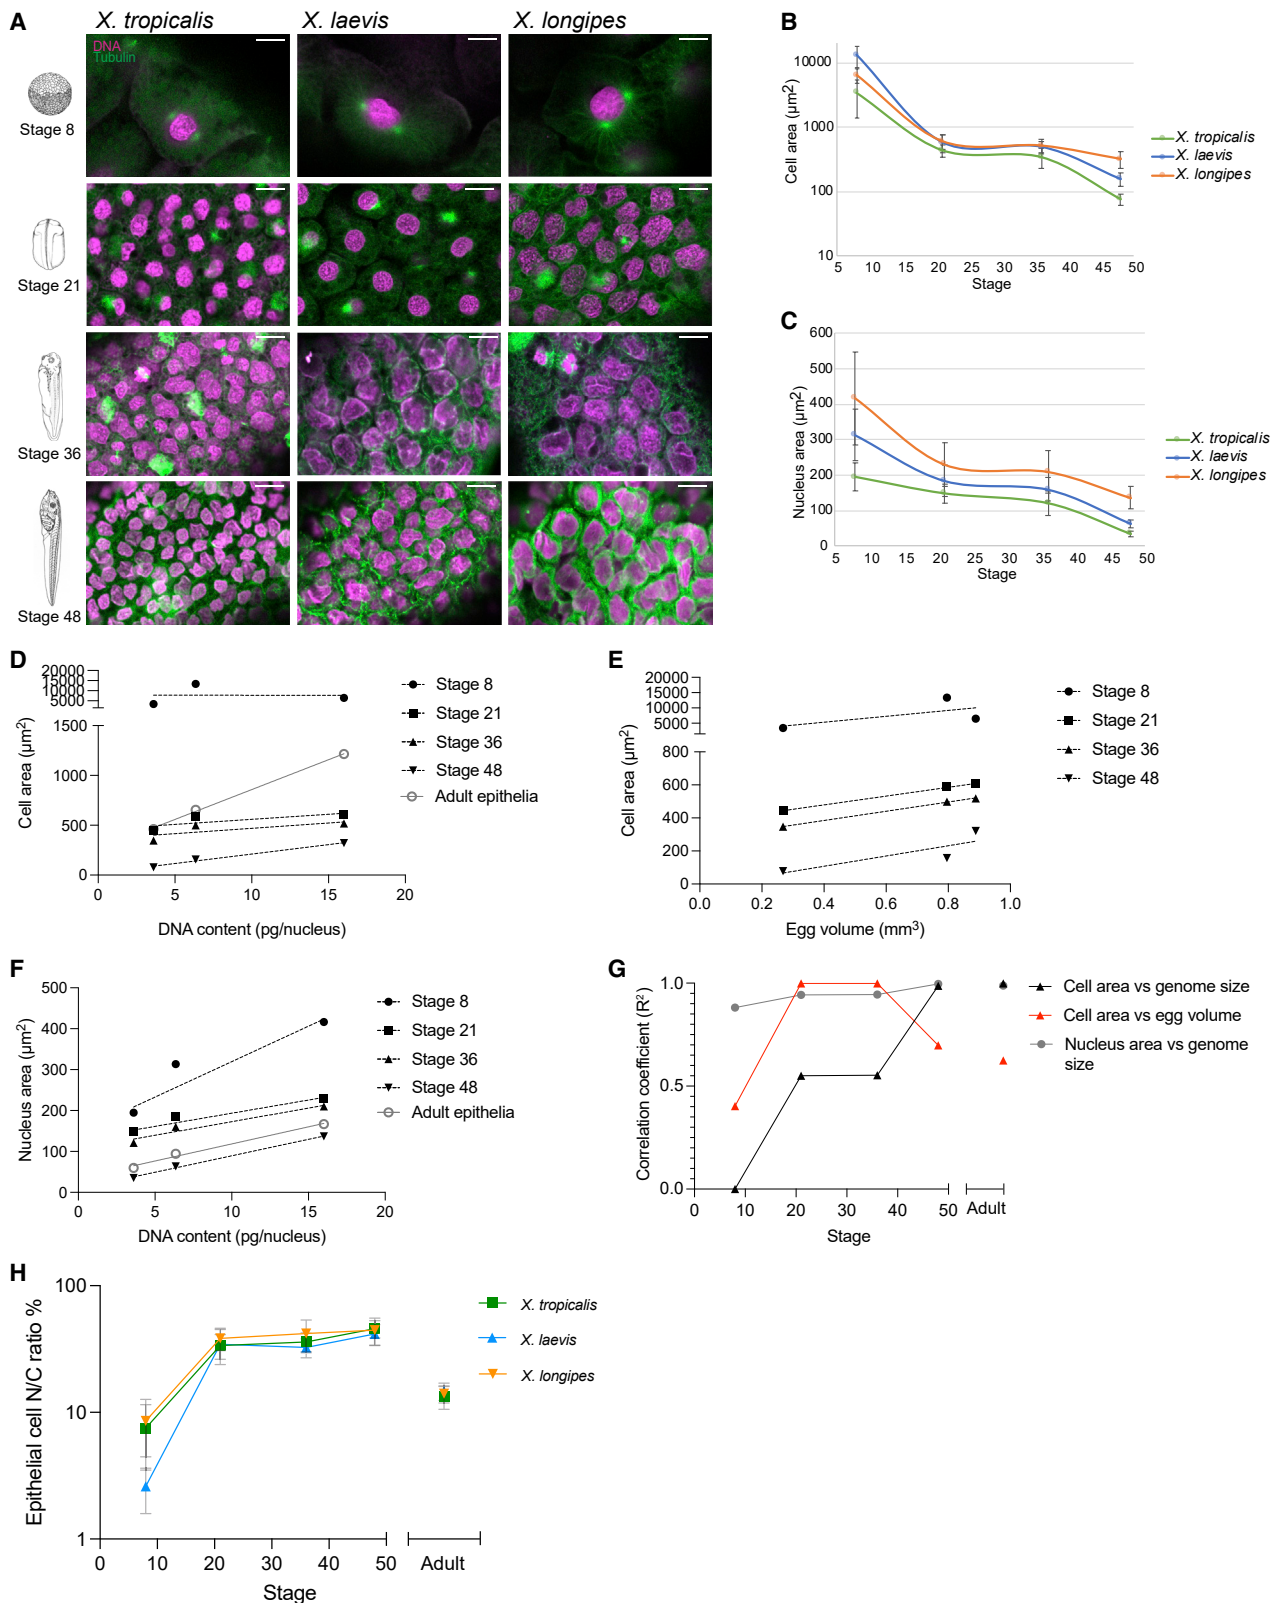 A
X. tropicalis
X. laevis
X. longipes
DNA
Tubulin
Stage 8
Stage 21
Stage 36
Stage 48
B
Cell area (µm2)
10000
1000
100
10
5 10 15 20 25 30 35 40 45 50
Stage
X. tropicalis
X. laevis
X. longipes
C
Nucleus area (µm2)
600
500
400
300
200
100
0
5 10 15 20 25 30 35 40 45 50
Stage
X. tropicalis
X. laevis
X. longipes
D
Cell area (µm²)
20000
15000
10000
5000
1500
1000
500
0
0 5 10 15 20
DNA content (pg/nucleus)
Stage 8
Stage 21
Stage 36
Stage 48
Adult epithelia
E
Cell area (µm²)
20000
15000
10000
5000
800
600
400
200
0
0.0 0.2 0.4 0.6 0.8 1.0
Egg volume (mm³)
Stage 8
Stage 21
Stage 36
Stage 48
F
Nucleus area (µm²)
500
400
300
200
100
0
0 5 10 15 20
DNA content (pg/nucleus)
Stage 8
Stage 21
Stage 36
Stage 48
Adult epithelia
G
Correlation coefficient (R²)
1.0
0.5
0.0
0 10 20 30 40 50 Adult
Stage
Cell area vs genome size
Cell area vs egg volume
Nucleus area vs genome
size
H
Epithelial cell N/C ratio %
100
10
1
0 10 20 30 40 50 Adult
Stage
X. tropicalis
X. laevis
X. longipes